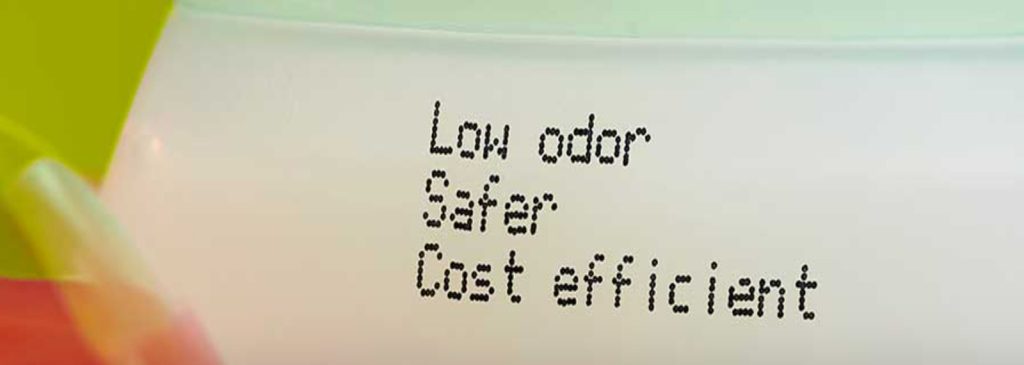 Low odor
Safer
Cost efficient